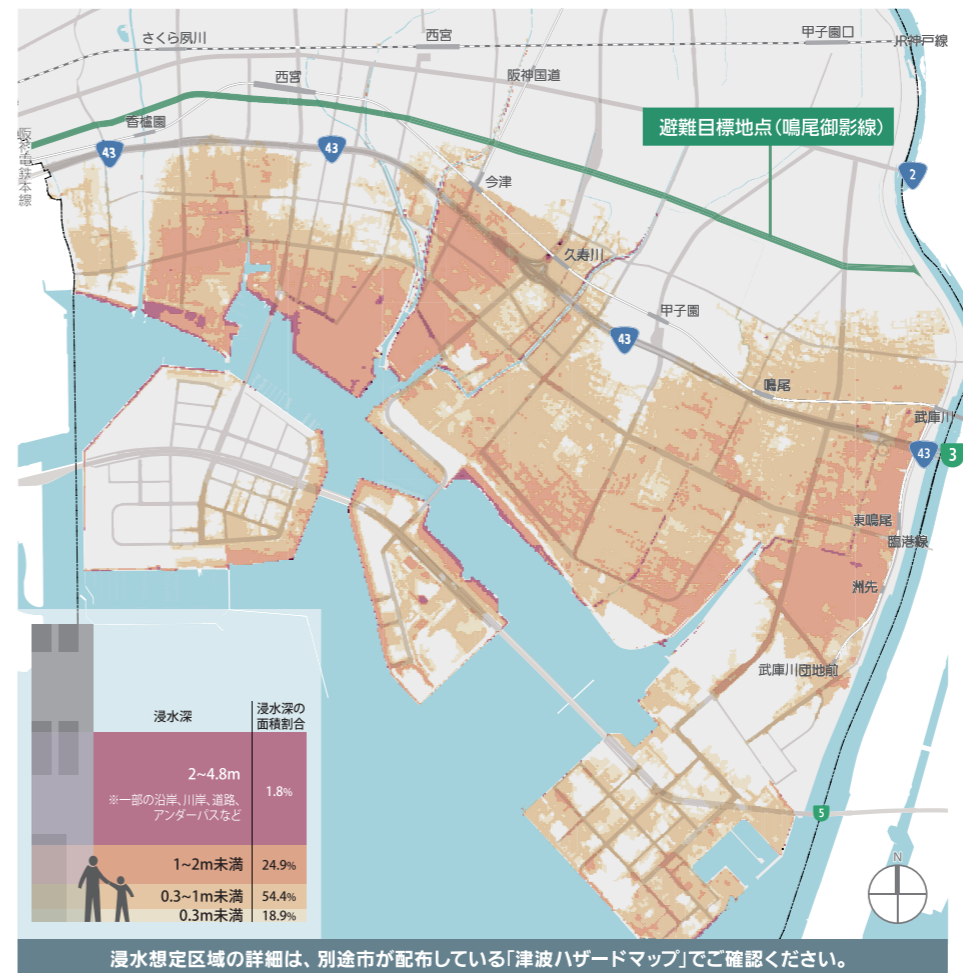 さくら夙川
西宮
甲子園口
JR神戸線
西宮
阪神国道
香櫨園
避難目標地点(鳴尾御影線)
阪神電鉄本線
43
43
2
今津
久寿川
甲子園
43
鳴尾
武庫川
43
3
東鳴尾
臨港線
洲先
武庫川団地前
5
N
浸水深
浸水深の
面積割合
2~4.8m
1.8%
※一部の沿岸、川岸、道路、
アンダーパスなど
1~2m未満 24.9%
0.3~1m未満 54.4%
0.3m未満 18.9%
浸水想定区域の詳細は、別途市が配布している「津波ハザードマップ」でご確認ください。